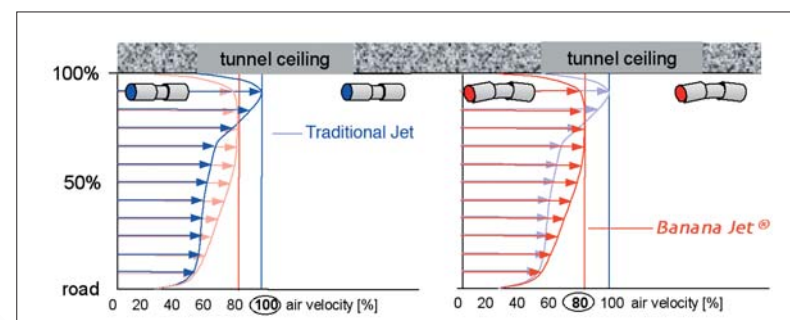 tunnel ceiling
tunnel ceiling
100%
Traditional Jet
50%
Banana Jet®
road
0 20 40 60 80 100 air velocity [%]
0 20 40 60 80 100 air velocity [%]